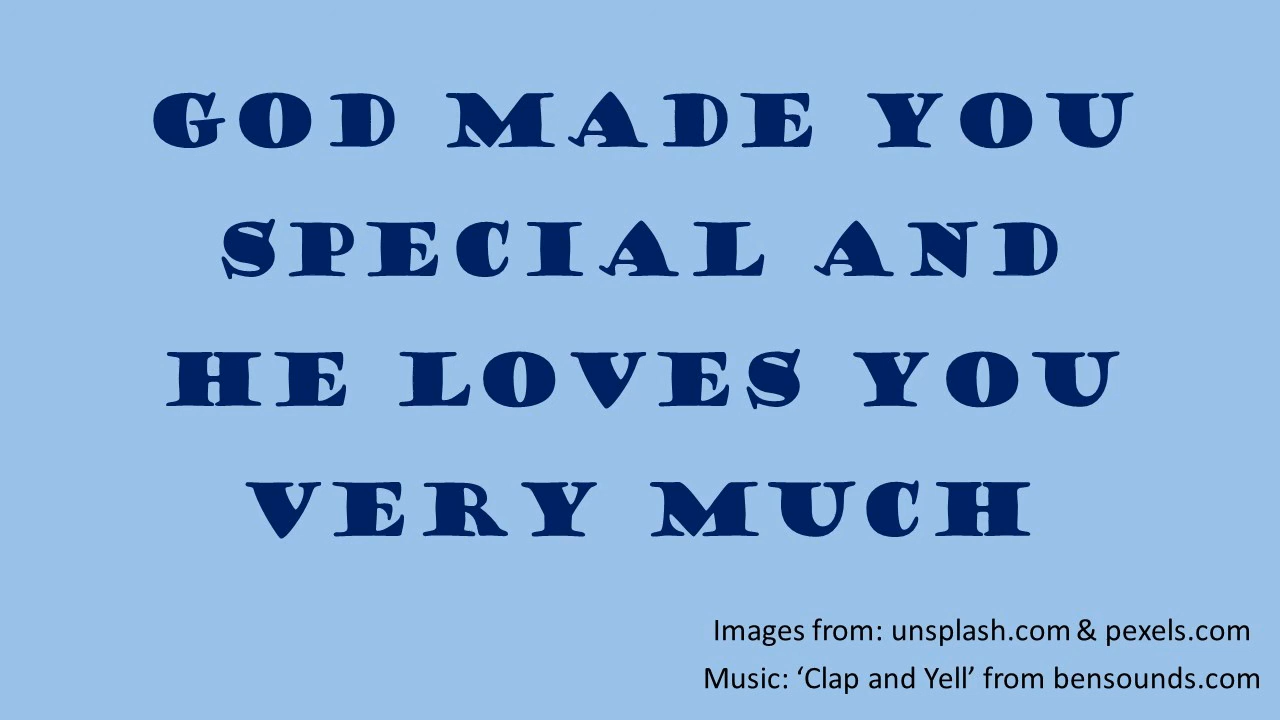 GOD MADE YOU
SPECIAL AND
HE LOVES YOU
VERY MUCH
Images from: unsplash.com & pexels.com
Music: ‘Clap and Yell’ from bensounds.com